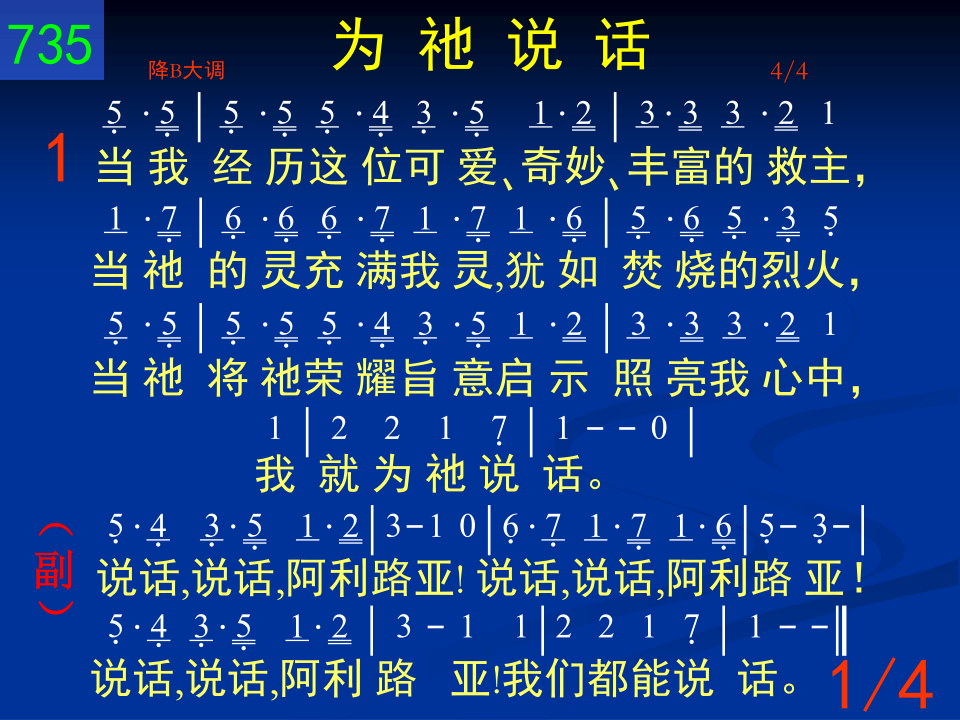 735
为 祂 说 话
降B大调
4/4
5̣ · 5̣ | 5̣ · 5̣ 5̣ · 4̣ 3̣ · 5̣ 1 · 2 | 3 · 3 3 · 2 1
1
当 我 经 历这 位可 爱、奇妙、丰富的 救主，
1 · 7̣ | 6̣ · 6̣ 6̣ · 7̣ 1 · 7̣ 1 · 6̣ | 5̣ · 6̣ 5̣ · 3̣ 5̣
当 祂 的 灵充 满我 灵,犹 如 焚 烧的烈火，
5̣ · 5̣ | 5̣ · 5̣ 5̣ · 4̣ 3̣ · 5̣ 1 · 2 | 3 · 3 3 · 2 1
当 祂 将 祂荣 耀旨 意启 示 照 亮我 心中，
1 | 2 2 1 7̣ | 1 - - 0 |
我 就 为 祂 说 话。
5̣ · 4̣ 3̣ · 5̣ 1 · 2 | 3 - 1 0 | 6̣ · 7̣ 1 · 7̣ 1 · 6̣ | 5̣ - 3̣ - |
（副）
说话,说话,阿利路亚! 说话,说话,阿利路 亚！
5̣ · 4̣ 3̣ · 5̣ 1 · 2 | 3 - 1 1 | 2 2 1 7̣ | 1 - - ‖
说话,说话,阿利 路 亚!我们都能说 话。
1/4